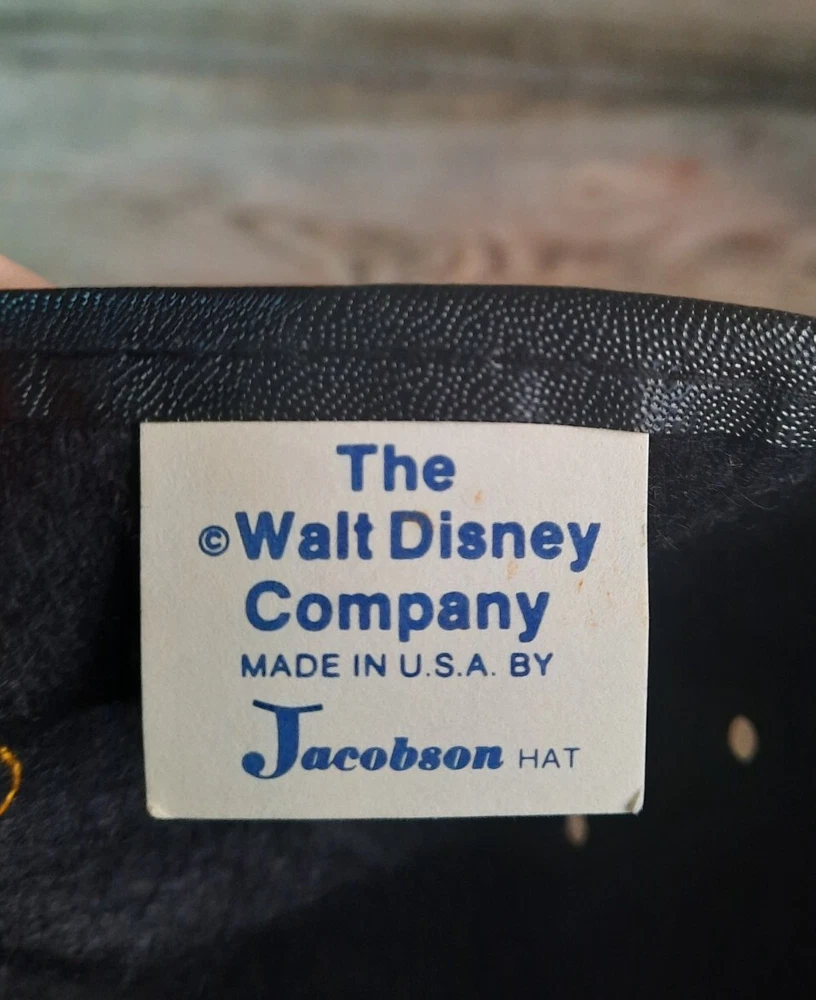 The
©Walt Disney
Company
MADE IN U.S.A. BY
Jacobson HAT